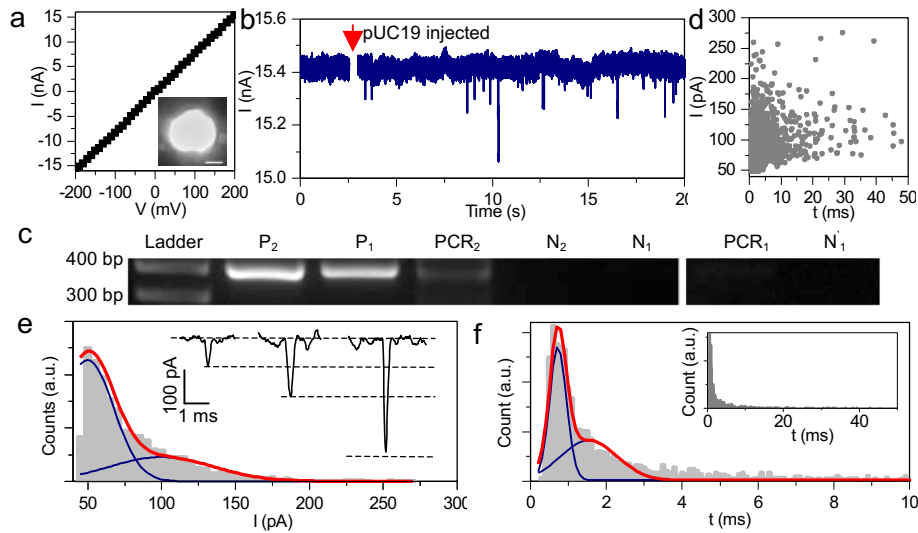 a
I (nA)
15
10
5
0
-5
-10
-15
-200
-100
0
100
200
V (mV)
b
pUC19 injected
I (nA)
15.6
15.4
15.2
15.0
0
5
10
15
20
Time (s)
d
I (pA)
300
250
200
150
100
50
0 10 20 30 40 50
t (ms)
c
Ladder P2 P1 PCR2 N2 N1 PCR1 N'1
400 bp
300 bp
e
Counts (a.u.)
100 pA
1 ms
50 100 150 200 250 300
I (pA)
f
Count (a.u.)
0 2 4 6 8 10
t (ms)
Count (a.u.)
0 20 40
t (ms)